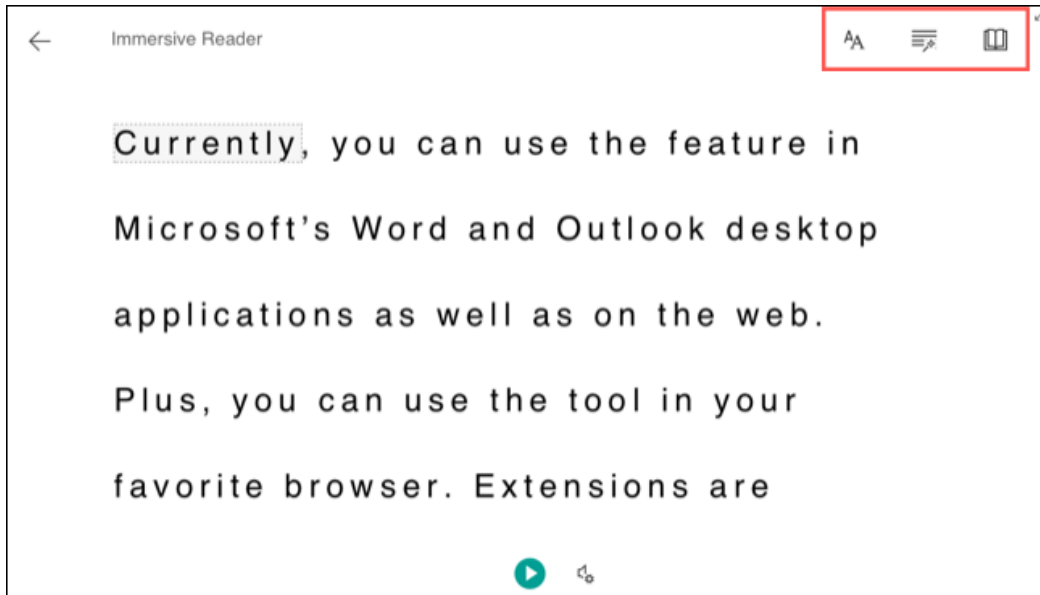 Immersive Reader
AA
Currently, you can use the feature in
Microsoft’s Word and Outlook desktop
applications as well as on the web.
Plus, you can use the tool in your
favorite browser. Extensions are